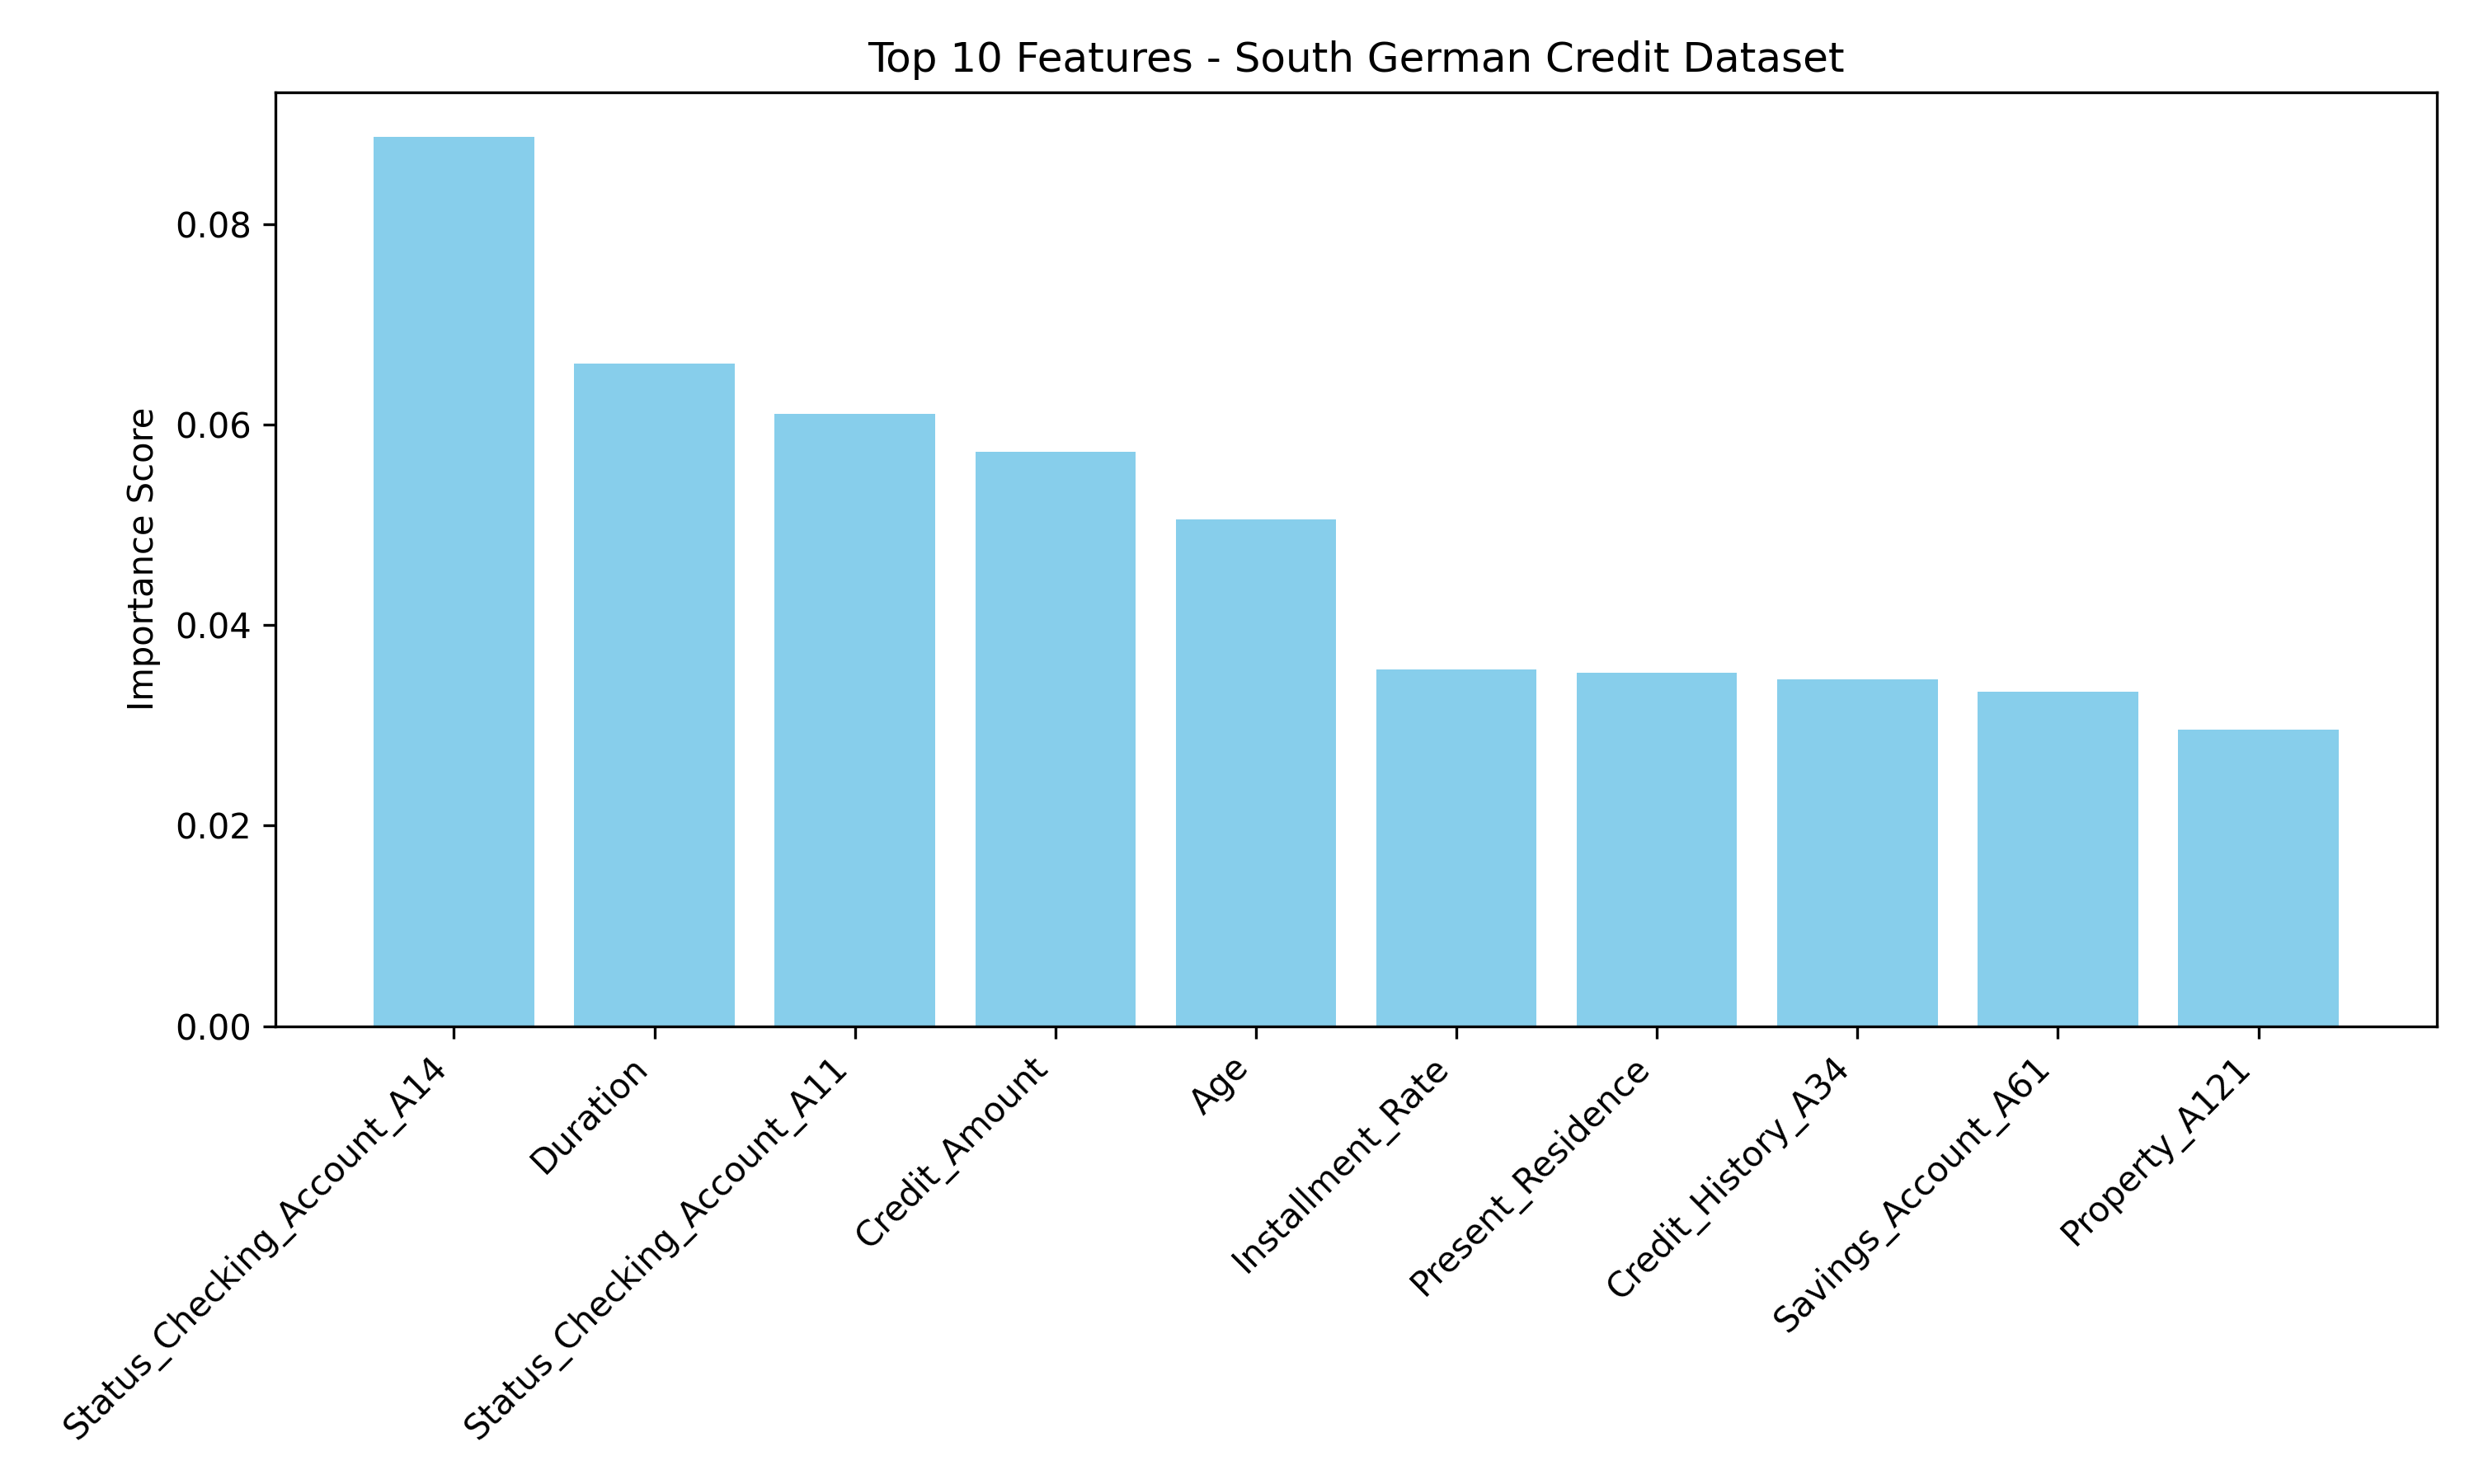 Top 10 Features - South German Credit Dataset
Importance Score
0.08
0.06
0.04
0.02
0.00
Status_Checking_Account_A14
Duration
Status_Checking_Account_A11
Credit_Amount
Age
Installment_Rate
Present_Residence
Credit_History_A34
Savings_Account_A61
Property_A121